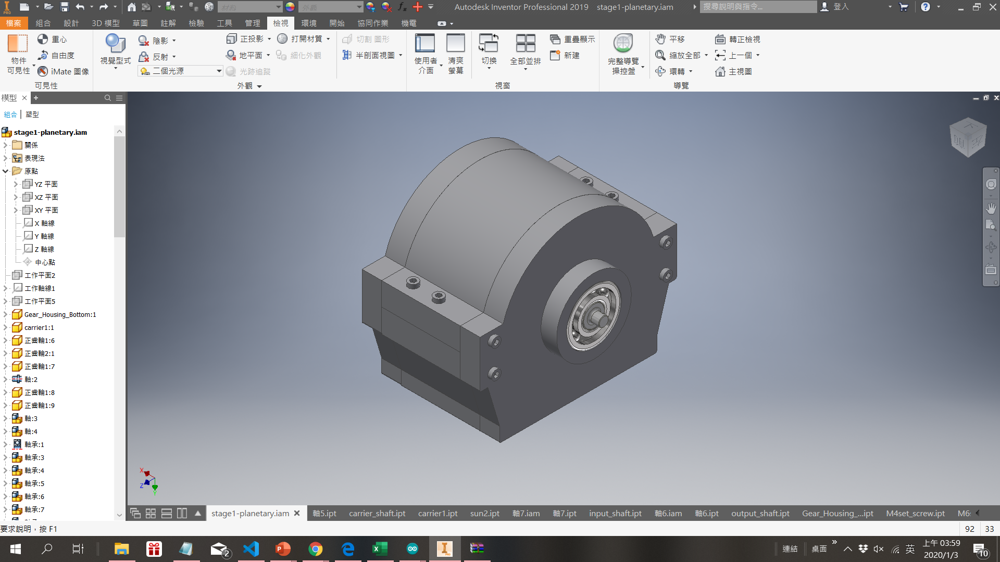 Autodesk Inventor Professional 2019 stage1-planetary.iam
搜尋說明與指令...
登入
PRO
材料
外觀
檔案 組合 設計 3D 模型 草圖 註解 檢驗 工具 管理 檢視 環境 開始 協同作業 機電
物件
可見性
重心
自由度
iMate 圖像
可見性
視覺型式
陰影
反射
二個光源
正投影
地平面
光跡追蹤
打開材質
細化外觀
外觀
切割 圖形
半剖面視圖
使用者
介面
清爽
螢幕
切換
全部並排
重疊顯示
新建
視窗
完整導覽
操控盤
平移
縮放全部
環轉
轉正檢視
上一個
主視圖
導覽
模型
組合 塑型
stage1-planetary.iam
關係
表現法
原點
YZ 平面
XZ 平面
XY 平面
X 軸線
Y 軸線
Z 軸線
中心點
工作平面2
工作軸線1
工作平面5
Gear_Housing_Bottom:1
carrier1:1
正齒輪1:6
正齒輪2:1
正齒輪1:7
軸:2
正齒輪1:8
正齒輪1:9
軸:3
軸:4
軸承:1
軸承:3
軸承:4
軸承:5
軸承:6
軸承:7
X
Z
Y
stage1-planetary.iam 軸5.ipt carrier_shaft.ipt carrier1.ipt sun2.ipt 軸7.iam 軸7.ipt input_shaft.ipt 軸6.iam 軸6.ipt output_shaft.ipt Gear_Housing_...ipt M4set_screw.ipt
要求說明，按 F1
92 33
2
連結
桌面
英
上午 03:59
2020/1/3
10